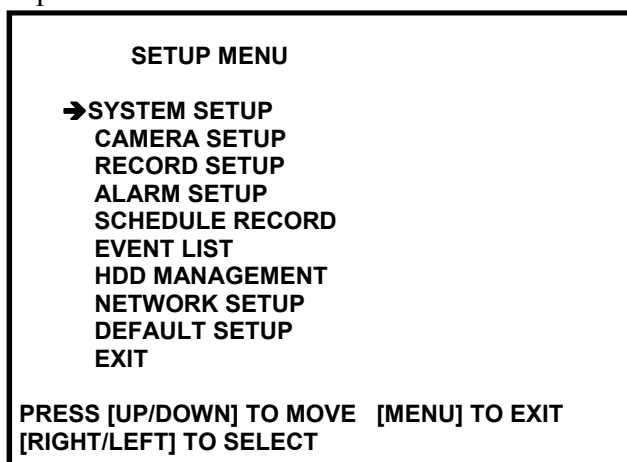 SETUP MENU
➔SYSTEM SETUP
CAMERA SETUP
RECORD SETUP
ALARM SETUP
SCHEDULE RECORD
EVENT LIST
HDD MANAGEMENT
NETWORK SETUP
DEFAULT SETUP
EXIT
PRESS [UP/DOWN] TO MOVE [MENU] TO EXIT
[RIGHT/LEFT] TO SELECT